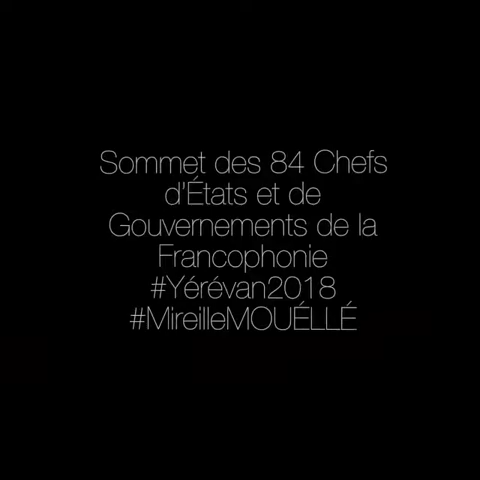 Sommet des 84 Chefs
d'États et de
Gouvernements de la
Francophonie
#Yérévan2018
#MireilleMOUÉLLÉ